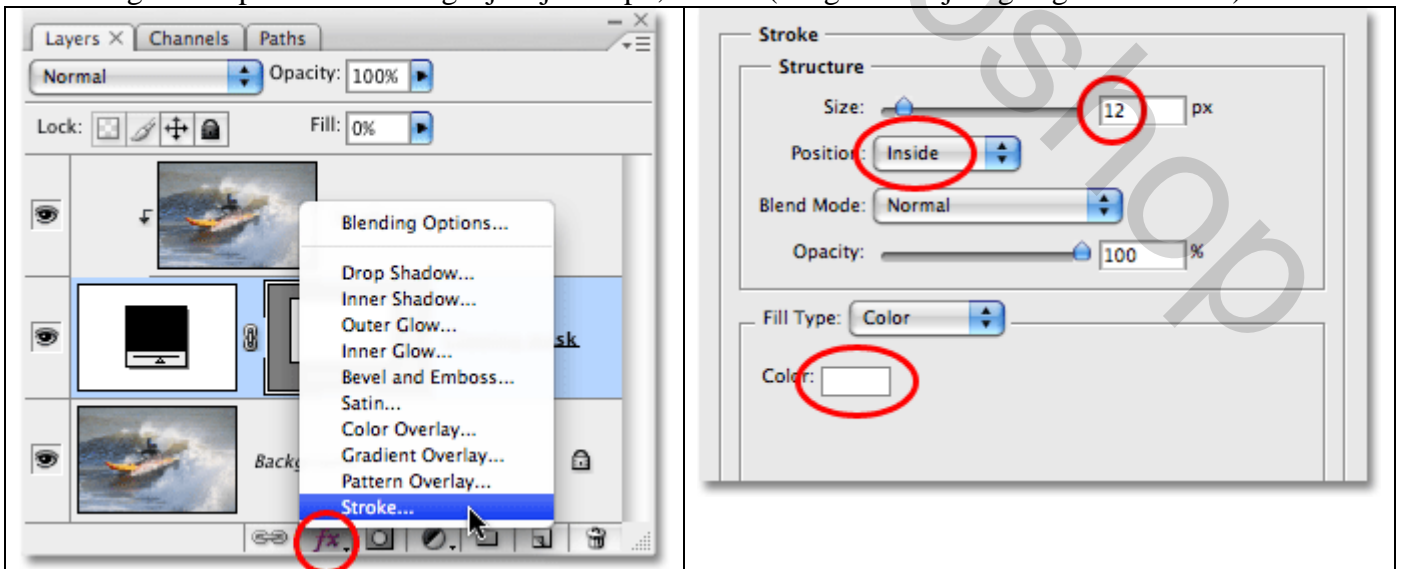 Layers × Channels Paths
Normal Opacity: 100%
Lock: Fill: 0%
Blending Options...
Drop Shadow...
Inner Shadow...
Outer Glow...
Inner Glow...
Bevel and Emboss...
Satin...
Color Overlay...
Gradient Overlay...
Pattern Overlay...
Stroke...
sk
Backg
fx
Stroke
Structure
Size: 12 px
Position: Inside
Blend Mode: Normal
Opacity: 100 %
Fill Type: Color
Color:
oshop